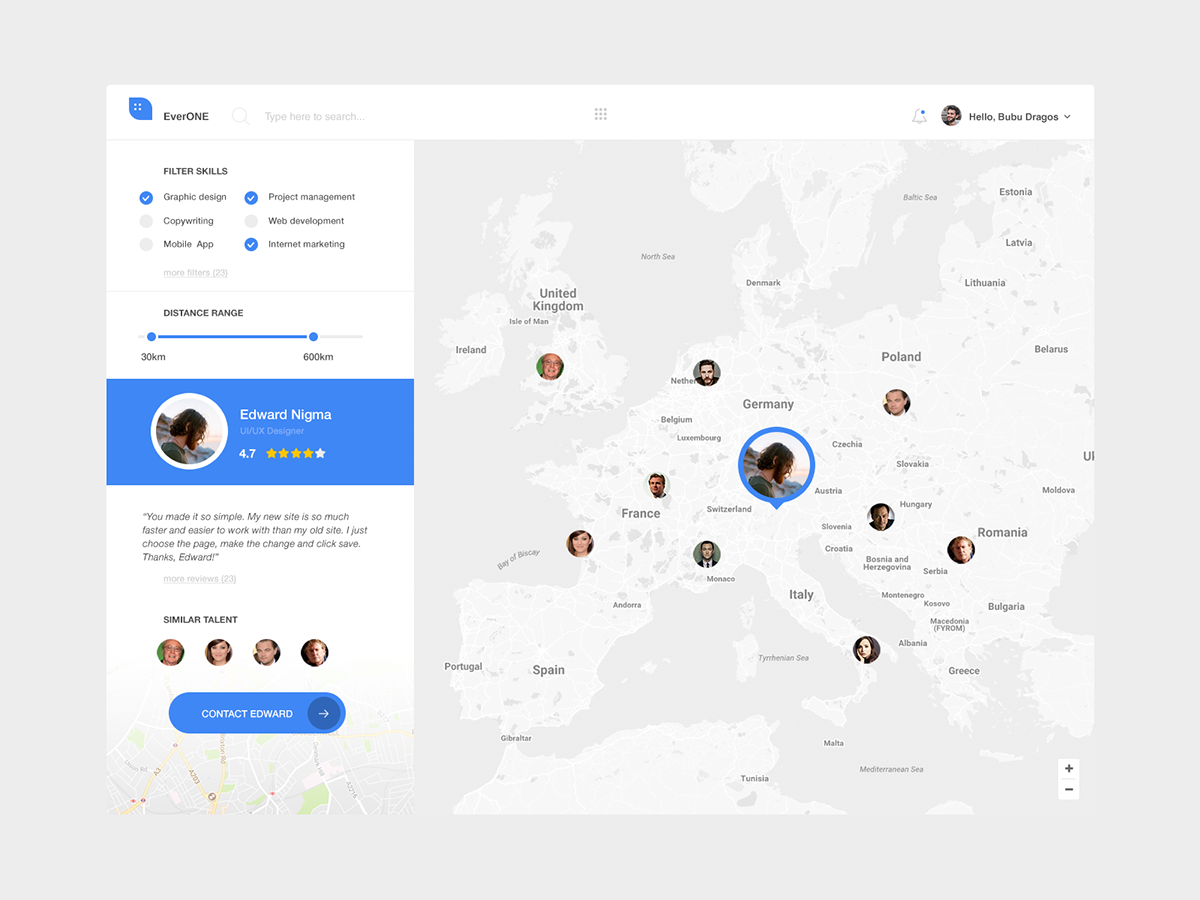 EverONE
Type here to search...
Hello, Bubu Dragos
FILTER SKILLS
Graphic design
Project management
Copywriting
Web development
Mobile App
Internet marketing
more filters (23)
DISTANCE RANGE
30km
600km
Edward Nigma
UI/UX Designer
4.7
“You made it so simple. My new site is so much
faster and easier to work with than my old site. I just
choose the page, make the change and click save.
Thanks, Edward!”
more reviews (23)
SIMILAR TALENT
CONTACT EDWARD
A3
A203
Denmark Hill
A2216
Estonia
Baltic Sea
Latvia
North Sea
Denmark
Lithuania
United
Kingdom
Isle of Man
Ireland
Belarus
Poland
Nether
Germany
Belgium
Luxembourg
Czechia
Uk
Slovakia
Moldova
Austria
Hungary
France
Switzerland
Slovenia
Romania
Croatia
Bay of Biscay
Bosnia and
Herzegovina
Serbia
Monaco
Italy
Montenegro
Kosovo
Andorra
Bulgaria
Macedonia
(FYROM)
Albania
Tyrrhenian Sea
Portugal
Spain
Greece
Gibraltar
Malta
Mediterranean Sea
Tunisia
+
−